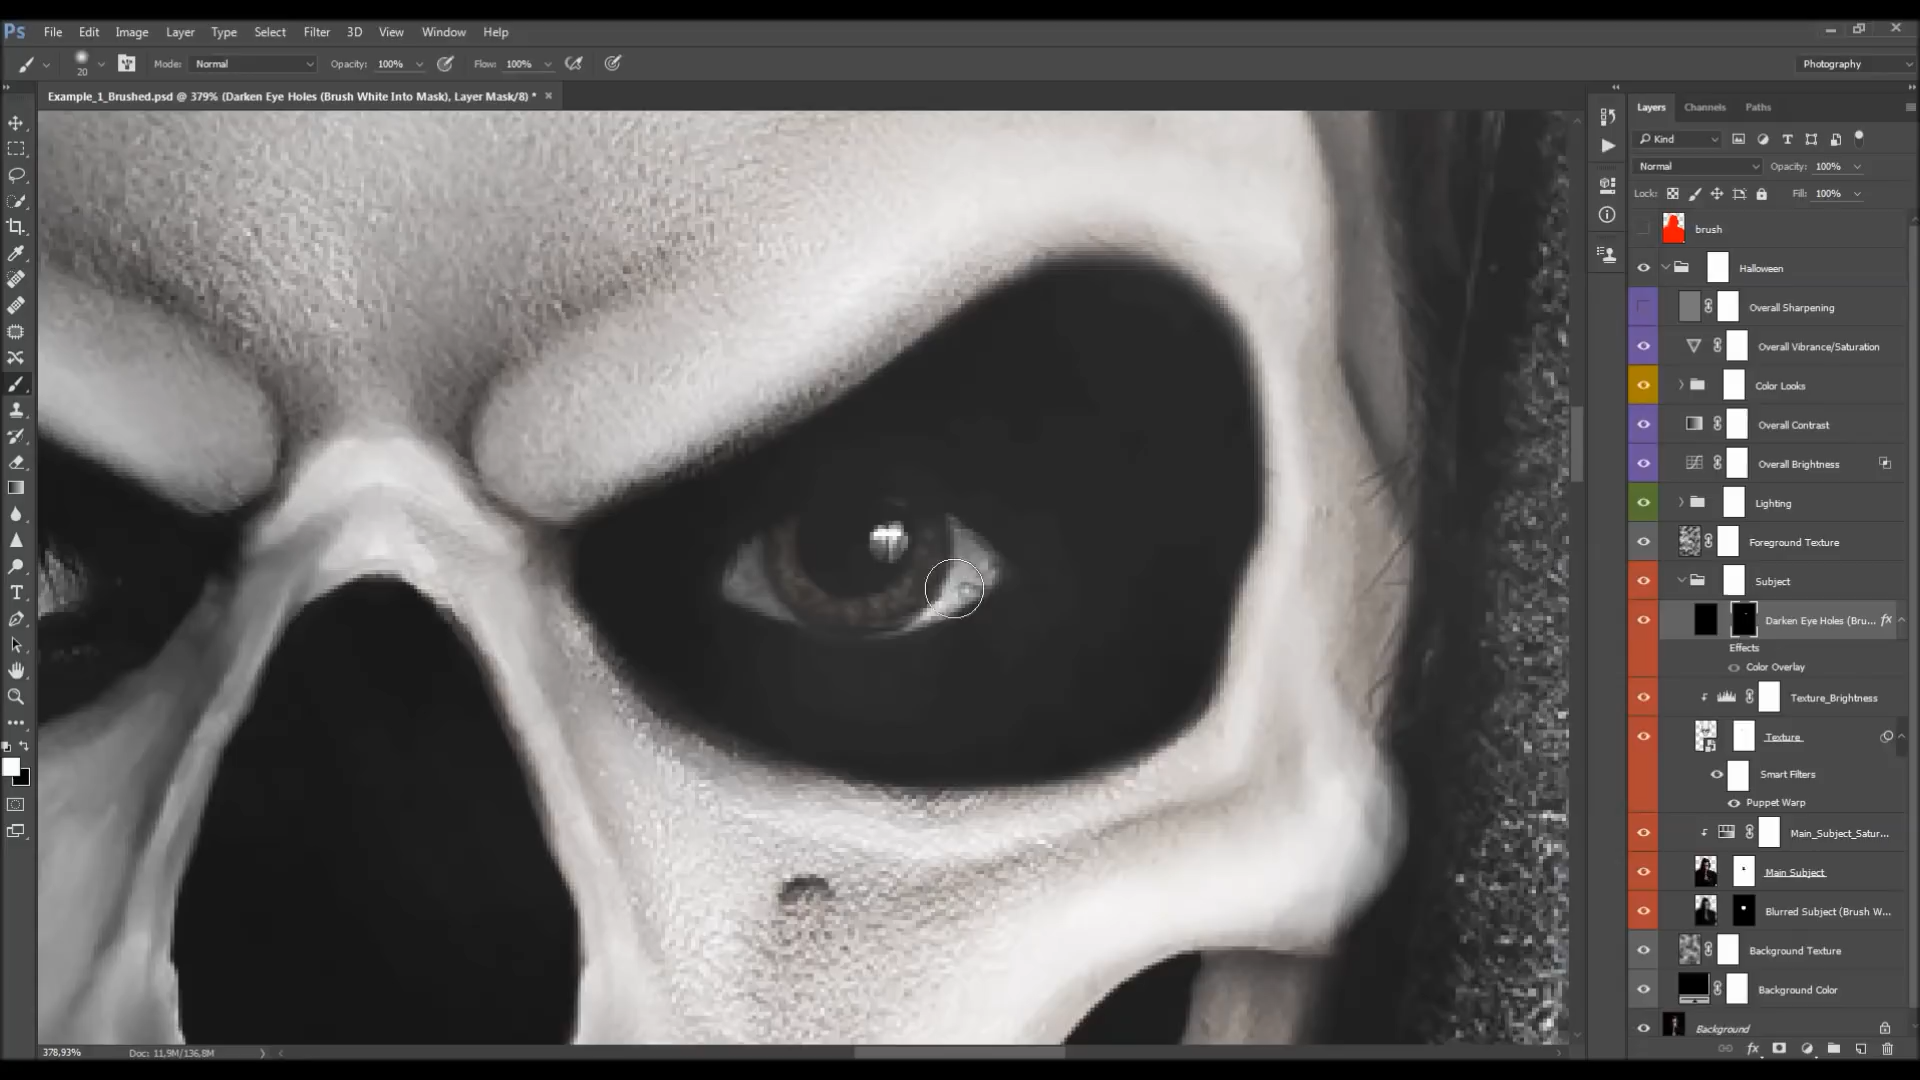 Ps File Edit Image Layer Type Select Filter 3D View Window Help
20 Mode: Normal Opacity: 100% Flow: 100% Photography
Example_1_Brushed.psd @ 379% (Darken Eye Holes (Brush White Into Mask), Layer Mask/8) *
Layers Channels Paths
Kind
Normal Opacity: 100%
Lock: Fill: 100%
brush
Halloween
Overall Sharpening
Overall Vibrance/Saturation
Color Looks
Overall Contrast
Overall Brightness
Lighting
Foreground Texture
Subject
Darken Eye Holes (Bru... fx
Effects
Color Overlay
Texture_Brightness
Texture
Smart Filters
Puppet Warp
Main_Subject_Satur...
Main Subject
Blurred Subject (Brush W...
Background Texture
Background Color
Background
378,93% Doc: 11,9M/136,8M fx